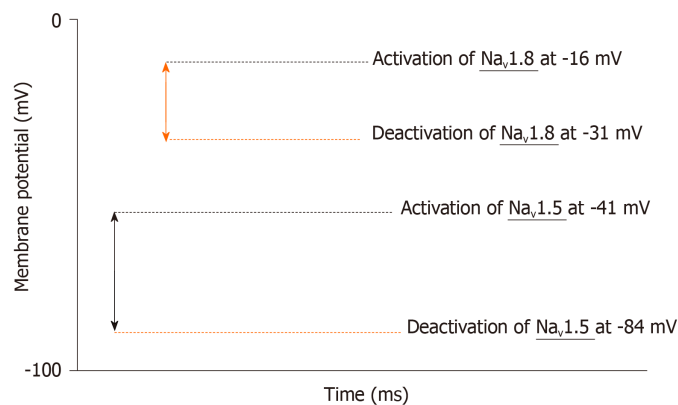 0
Activation of Naᵥ1.8 at -16 mV
Deactivation of Naᵥ1.8 at -31 mV
Activation of Naᵥ1.5 at -41 mV
Deactivation of Naᵥ1.5 at -84 mV
-100
Membrane potential (mV)
Time (ms)